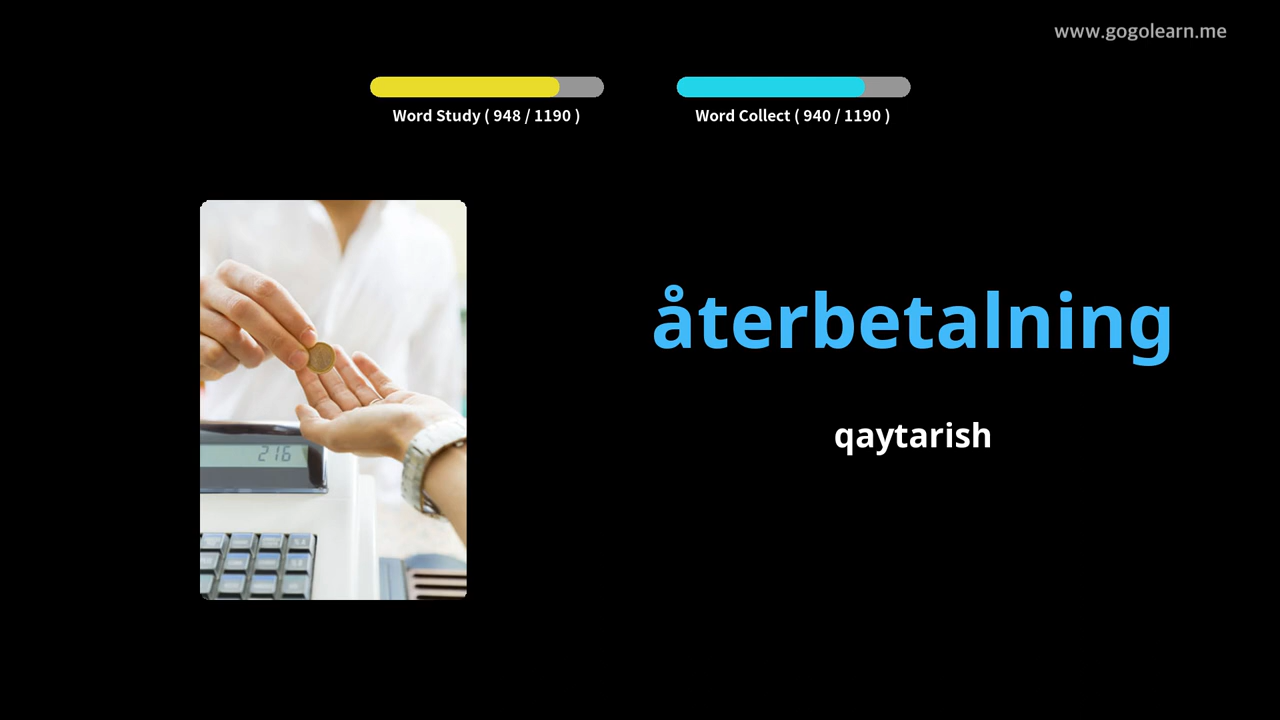 www.gogolearn.me
Word Study ( 948 / 1190 )
Word Collect ( 940 / 1190 )
återbetalning
qaytarish
216